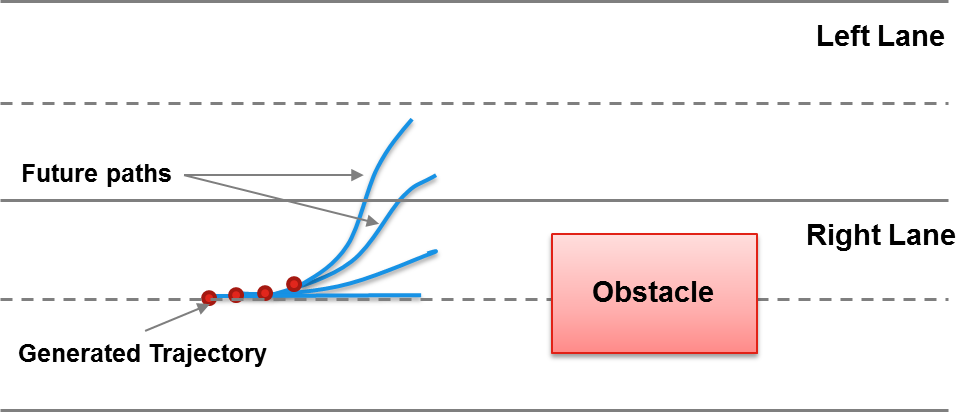 Left Lane
Future paths
Right Lane
Obstacle
Generated Trajectory